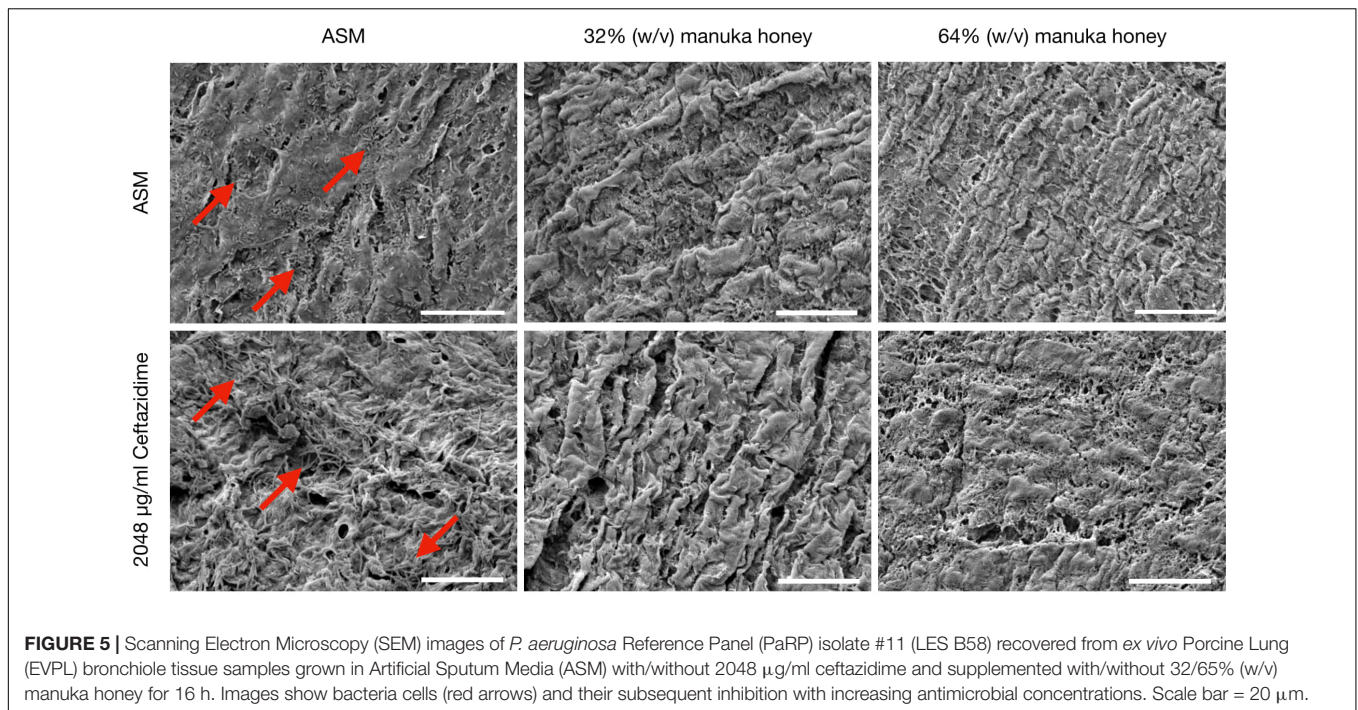 ASM
32% (w/v) manuka honey
64% (w/v) manuka honey
ASM
2048 µg/ml Ceftazidime
FIGURE 5 | Scanning Electron Microscopy (SEM) images of P. aeruginosa Reference Panel (PaRP) isolate #11 (LES B58) recovered from ex vivo Porcine Lung
(EVPL) bronchiole tissue samples grown in Artificial Sputum Media (ASM) with/without 2048 µg/ml ceftazidime and supplemented with/without 32/65% (w/v)
manuka honey for 16 h. Images show bacteria cells (red arrows) and their subsequent inhibition with increasing antimicrobial concentrations. Scale bar = 20 µm.